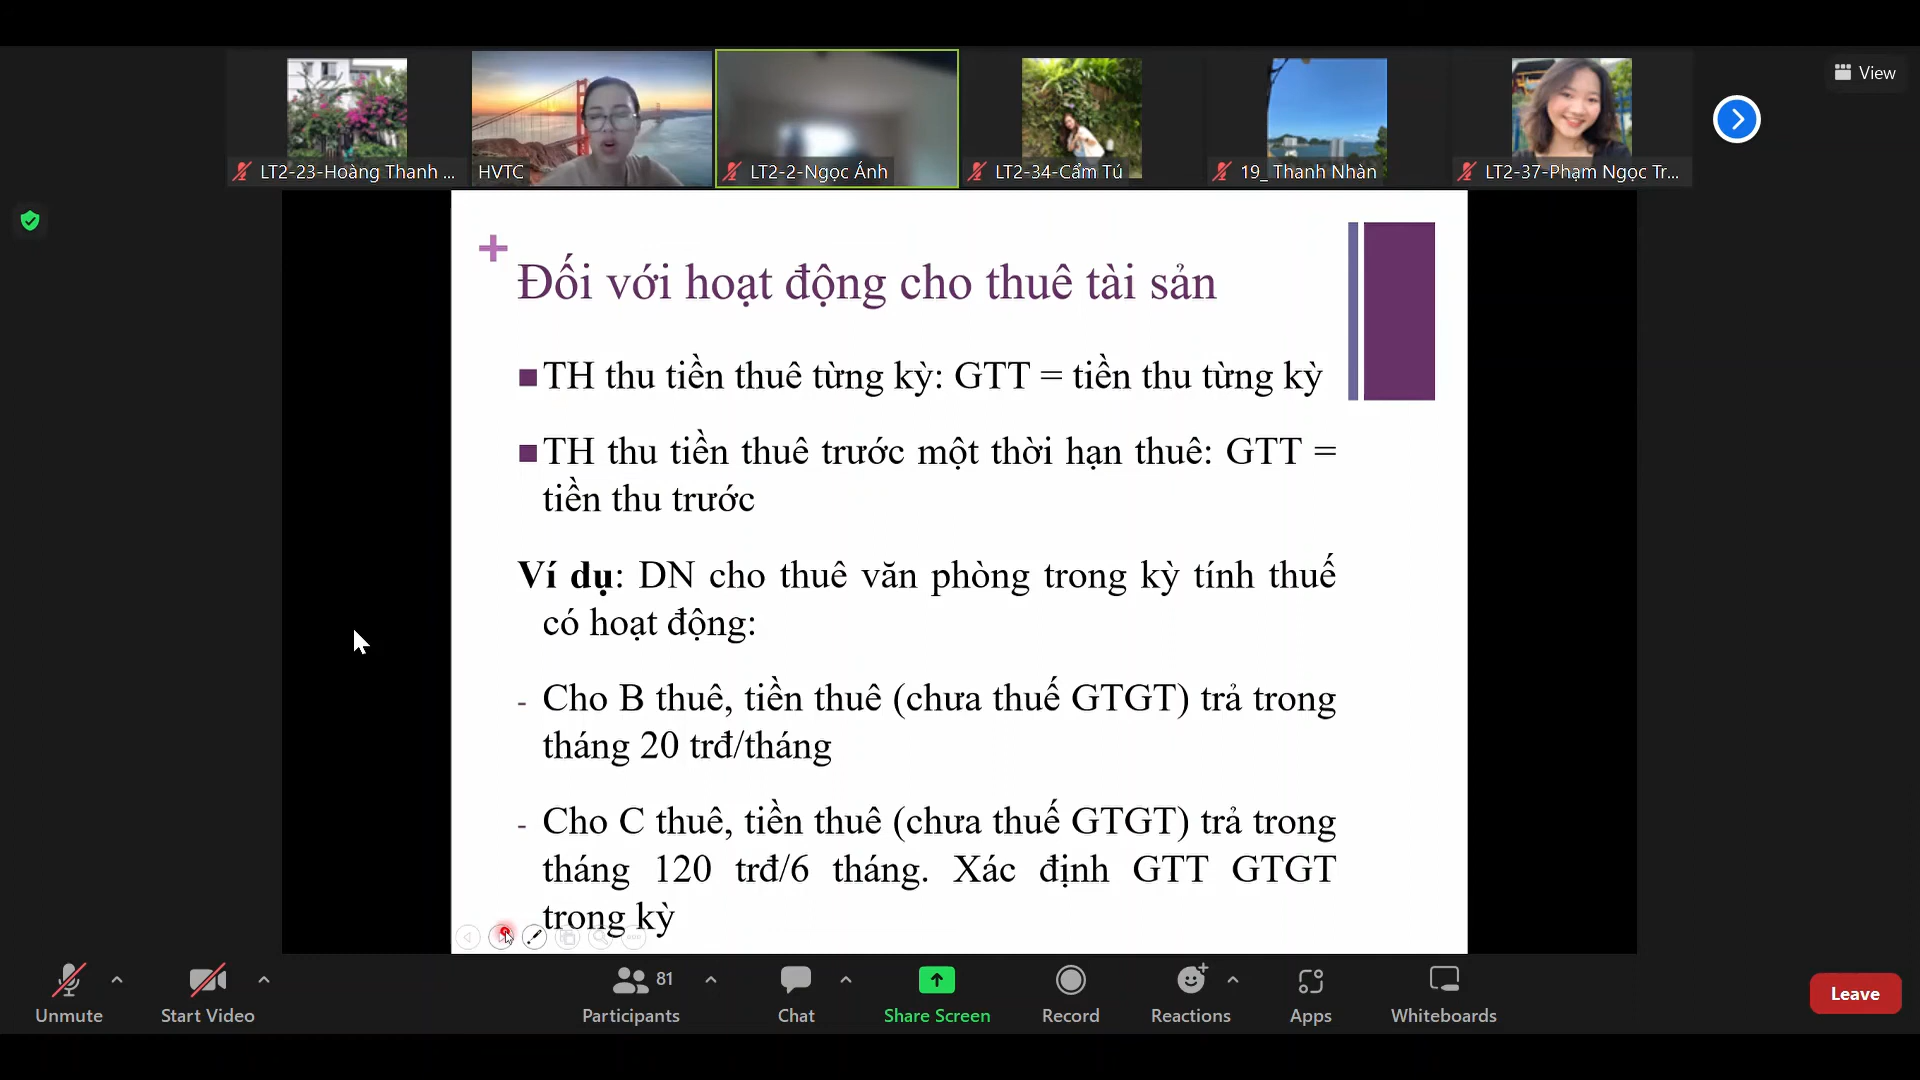 View
LT2-23-Hoàng Thanh ...
HVTC
LT2-2-Ngọc Ánh
LT2-34-Cẩm Tú
19_ Thanh Nhàn
LT2-37-Phạm Ngọc Tr...
Đối với hoạt động cho thuê tài sản
TH thu tiền thuê từng kỳ: GTT = tiền thu từng kỳ
TH thu tiền thuê trước một thời hạn thuê: GTT =
tiền thu trước
Ví dụ: DN cho thuê văn phòng trong kỳ tính thuế
có hoạt động:
- Cho B thuê, tiền thuê (chưa thuế GTGT) trả trong
tháng 20 trđ/tháng
- Cho C thuê, tiền thuê (chưa thuế GTGT) trả trong
tháng 120 trđ/6 tháng. Xác định GTT GTGT
trong kỳ
Unmute
Start Video
81
Participants
Chat
Share Screen
Record
Reactions
Apps
Whiteboards
Leave